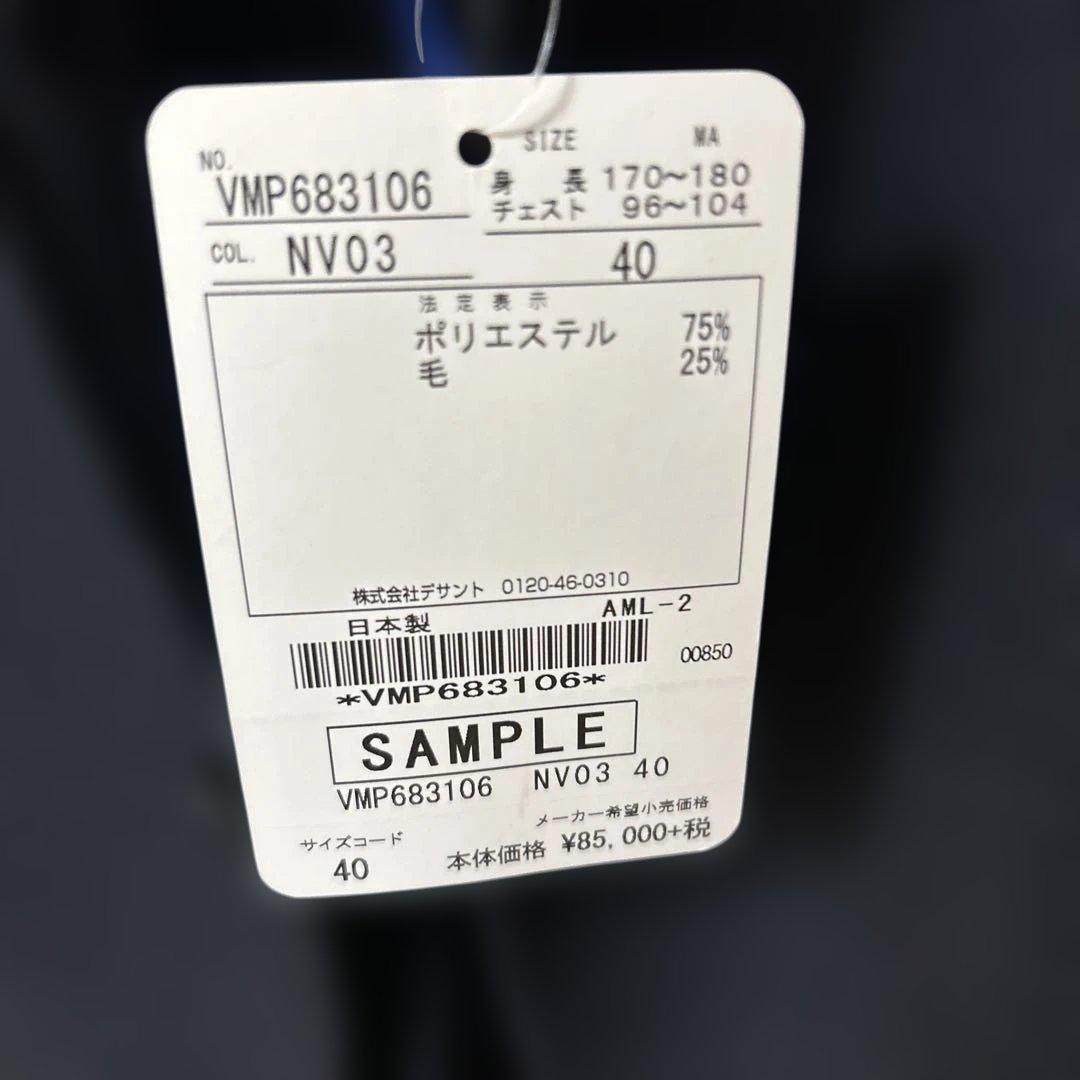 NO.
VMP683106
COL. NV03
SIZE MA
身長 170~180
チェスト 96~104
40
法定表示
ポリエステル 75%
毛 25%
株式会社デサント 0120-46-0310
AML-2
日本製
00850
*VMP683106*
SAMPLE
VMP683106 NV03 40
メーカー希望小売価格
サイズコード
40
本体価格 ¥85,000+税